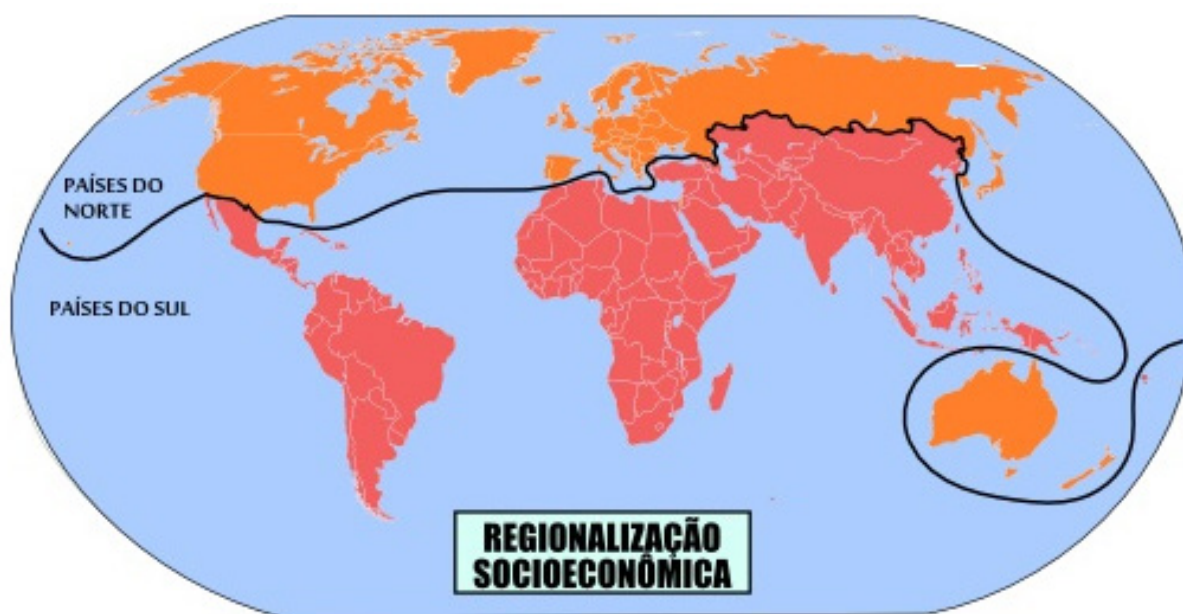 PAÍSES DO
NORTE
PAÍSES DO SUL
REGIONALIZAÇÃO
SOCIOECONÔMICA